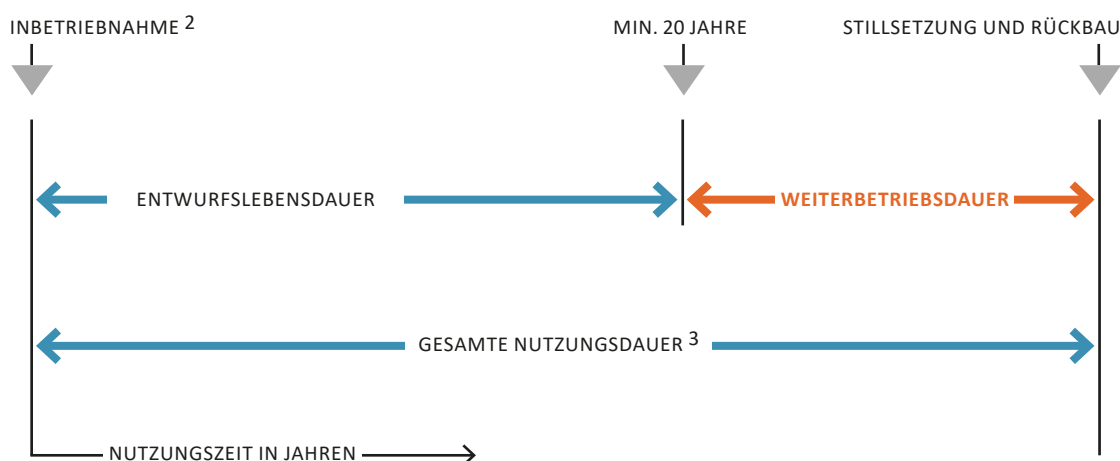 INBETRIEBNAHME 2
MIN. 20 JAHRE
STILLSETZUNG UND RÜCKBAU
ENTWURFSLEBENSDAUER
WEITERBETRIEBSDAUER
GESAMTE NUTZUNGSDAUER 3
NUTZUNGSZEIT IN JAHREN